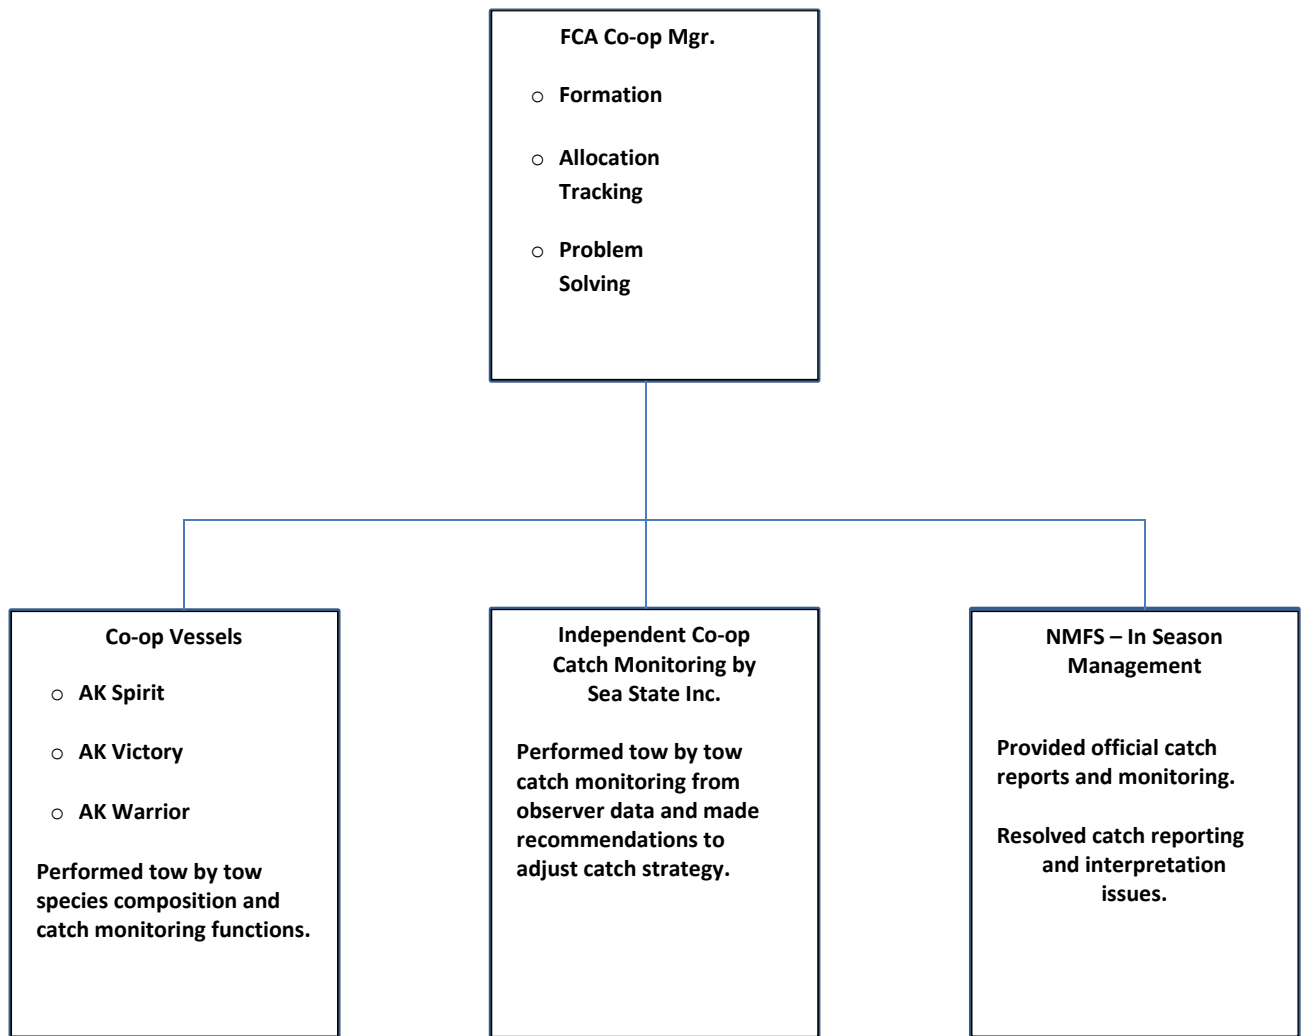 FCA Co-op Mgr.
o Formation
o Allocation
Tracking
o Problem
Solving
Co-op Vessels
o AK Spirit
o AK Victory
o AK Warrior
Performed tow by tow
species composition and
catch monitoring functions.
Independent Co-op
Catch Monitoring by
Sea State Inc.
Performed tow by tow
catch monitoring from
observer data and made
recommendations to
adjust catch strategy.
NMFS – In Season
Management
Provided official catch
reports and monitoring.
Resolved catch reporting
and interpretation
issues.